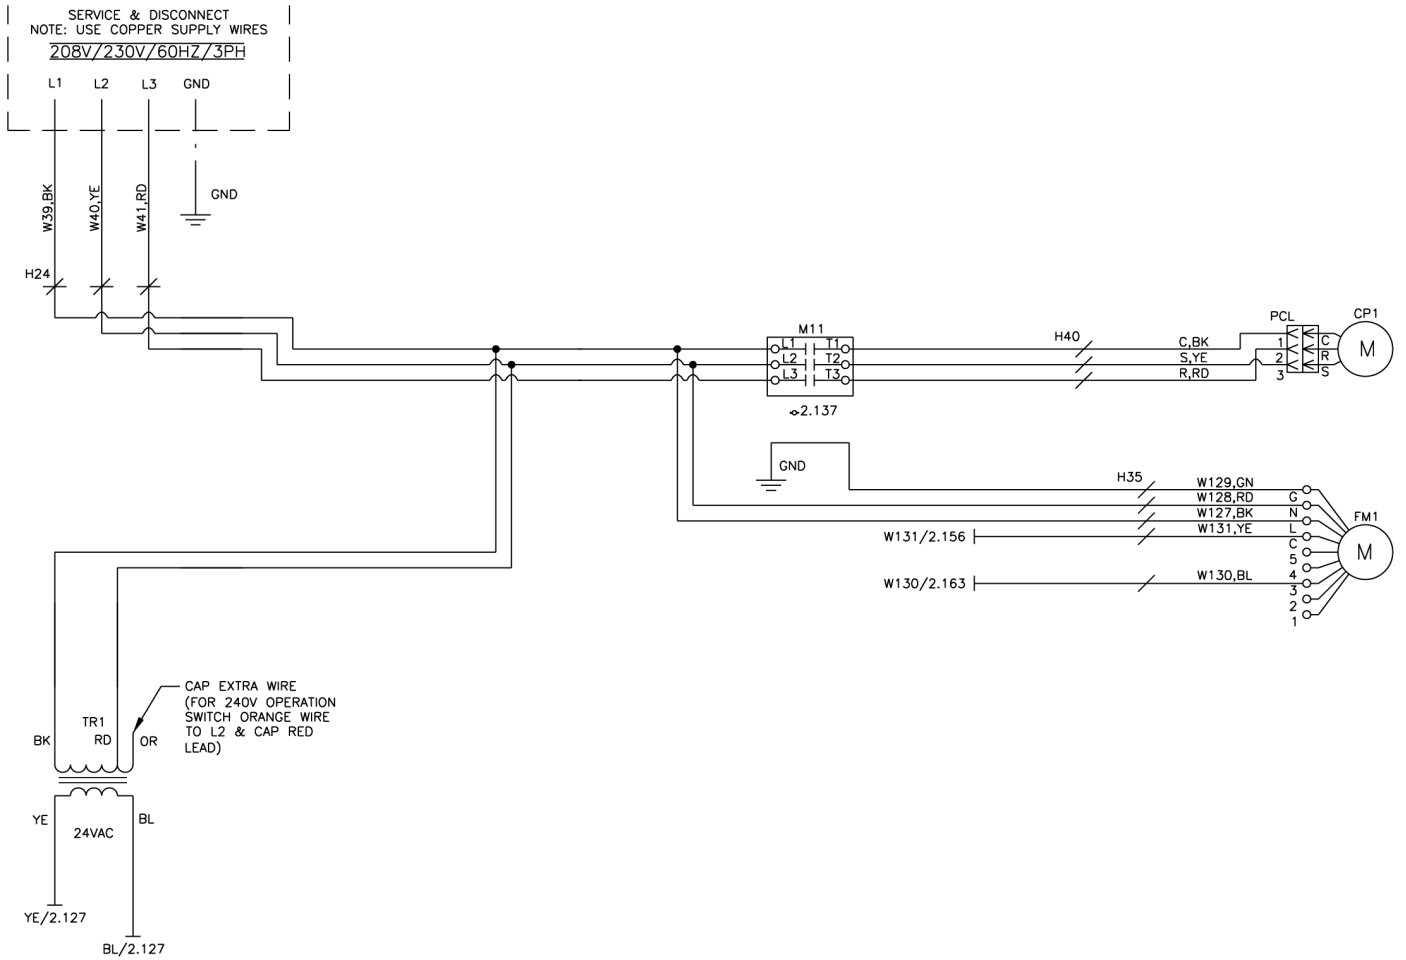 SERVICE & DISCONNECT
NOTE: USE COPPER SUPPLY WIRES
208V/230V/60HZ/3PH
L1 L2 L3 GND
W39,BK
W40,YE
W41,RD
GND
H24
M11
L1 T1
L2 T2
L3 T3
2.137
H40
C,BK
S,YE
R,RD
PCL
1
2
3
C
R
S
CP1
M
GND
H35
W129,GN
W128,RD
W127,BK
W131,YE
W131/2.156
W130/2.163
W130,BL
G
N
L
C
5
4
3
2
1
FM1
M
CAP EXTRA WIRE
(FOR 240V OPERATION
SWITCH ORANGE WIRE
TO L2 & CAP RED
LEAD)
TR1
BK RD OR
YE BL
24VAC
YE/2.127
BL/2.127